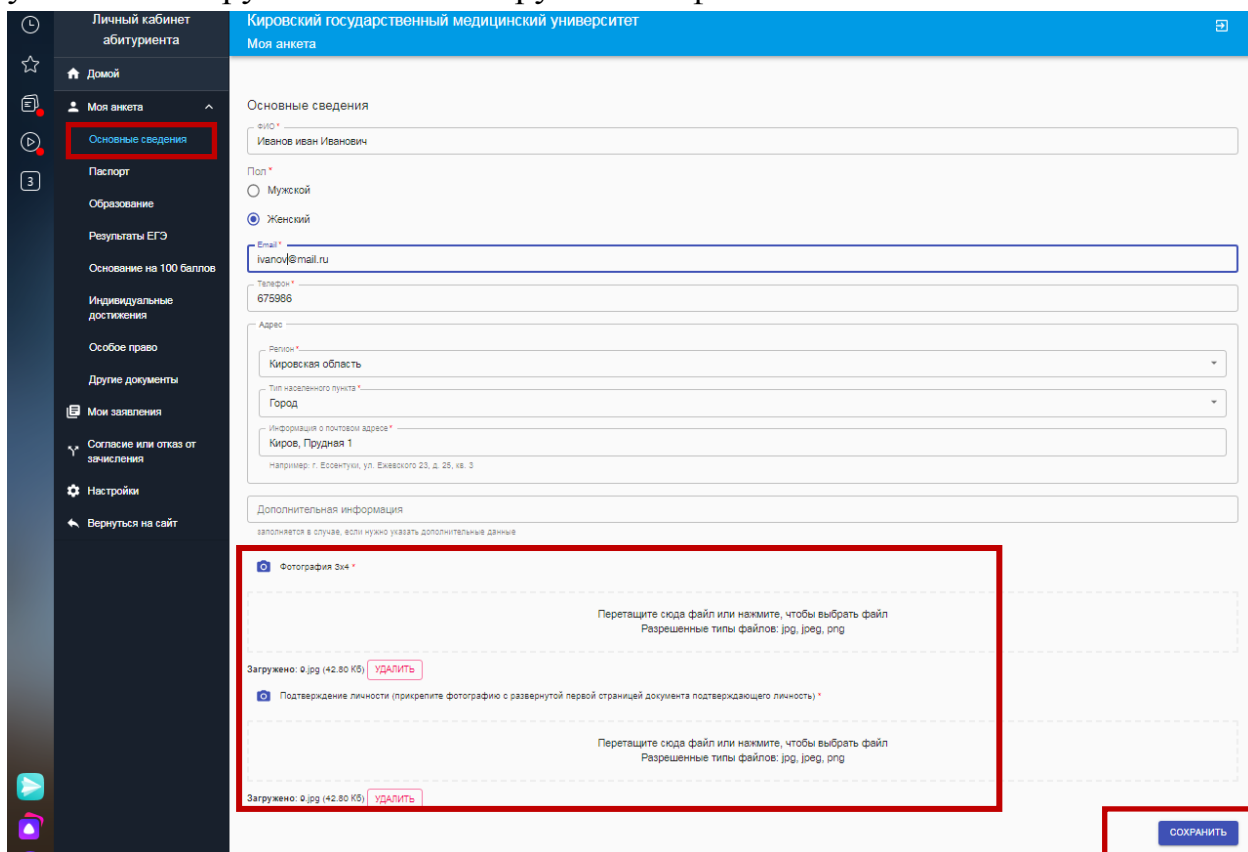 Личный кабинет абитуриента
Домой
Моя анкета
Основные сведения
Паспорт
Образование
Результаты ЕГЭ
Основание на 100 баллов
Индивидуальные
достижения
Особое право
Другие документы
Мои заявления
Согласие или отказ от
зачисления
Настройки
Вернуться на сайт
3
Кировский государственный медицинский университет
Моя анкета
Основные сведения
ФИО *
Иванов иван Иванович
Пол *
Мужской
Женский
Email *
ivanov@mail.ru
Телефон *
675986
Адрес
Регион *
Кировская область
Тип населенного пункта *
Город
Информация о почтовом адресе *
Киров, Прудная 1
Например: г. Ессентуки, ул. Ежевского 23, д. 25, кв. 3
Дополнительная информация
заполняется в случае, если нужно указать дополнительные данные
Фотография 3х4 *
Перетащите сюда файл или нажмите, чтобы выбрать файл
Разрешенные типы файлов: jpg, jpeg, png
Загружено: 9.jpg (42.80 Кб) УДАЛИТЬ
Подтверждение личности (прикрепите фотографию с развернутой первой страницей документа подтверждающего личность) *
Перетащите сюда файл или нажмите, чтобы выбрать файл
Разрешенные типы файлов: jpg, jpeg, png
Загружено: 9.jpg (42.80 Кб) УДАЛИТЬ
СОХРАНИТЬ